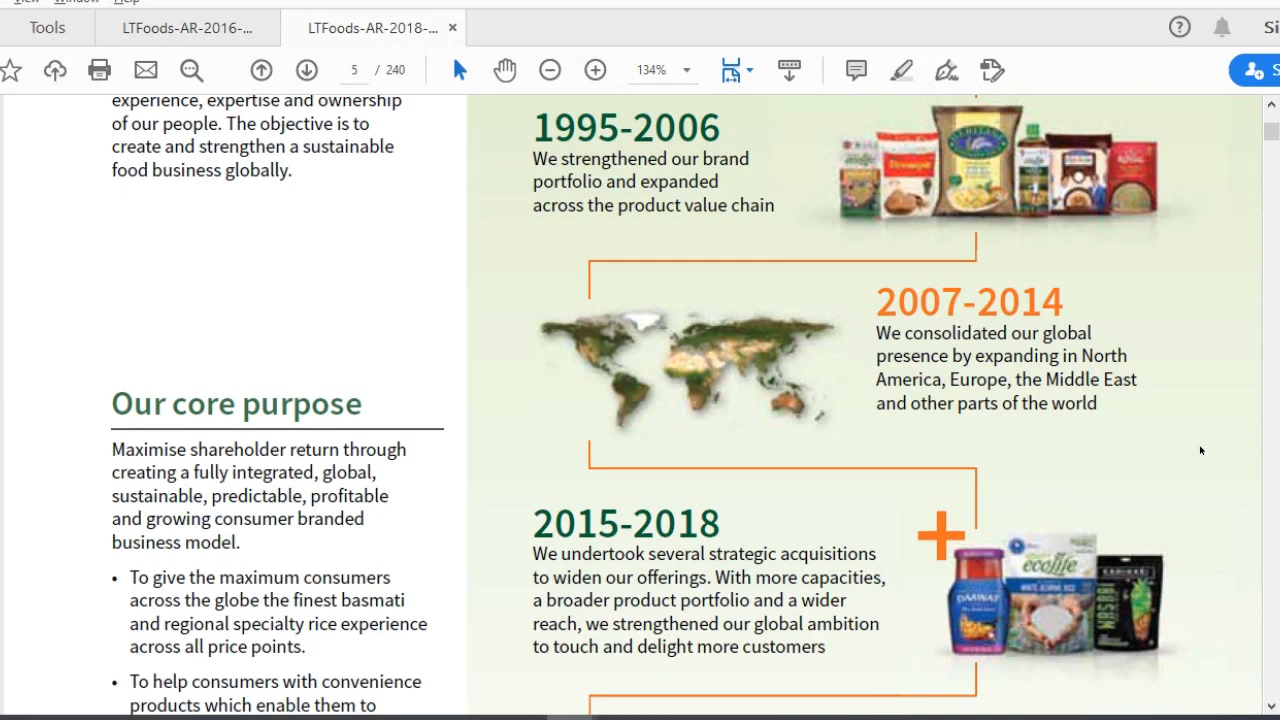 Tools
LTFoods-AR-2016-...
LTFoods-AR-2018-...
5 / 240
134%
experience, expertise and ownership
of our people. The objective is to
create and strengthen a sustainable
food business globally.
Our core purpose
Maximise shareholder return through
creating a fully integrated, global,
sustainable, predictable, profitable
and growing consumer branded
business model.
• To give the maximum consumers
across the globe the finest basmati
and regional specialty rice experience
across all price points.
• To help consumers with convenience
products which enable them to
1995-2006
We strengthened our brand
portfolio and expanded
across the product value chain
2007-2014
We consolidated our global
presence by expanding in North
America, Europe, the Middle East
and other parts of the world
2015-2018
We undertook several strategic acquisitions
to widen our offerings. With more capacities,
a broader product portfolio and a wider
reach, we strengthened our global ambition
to touch and delight more customers
ecolife
DAAWAT